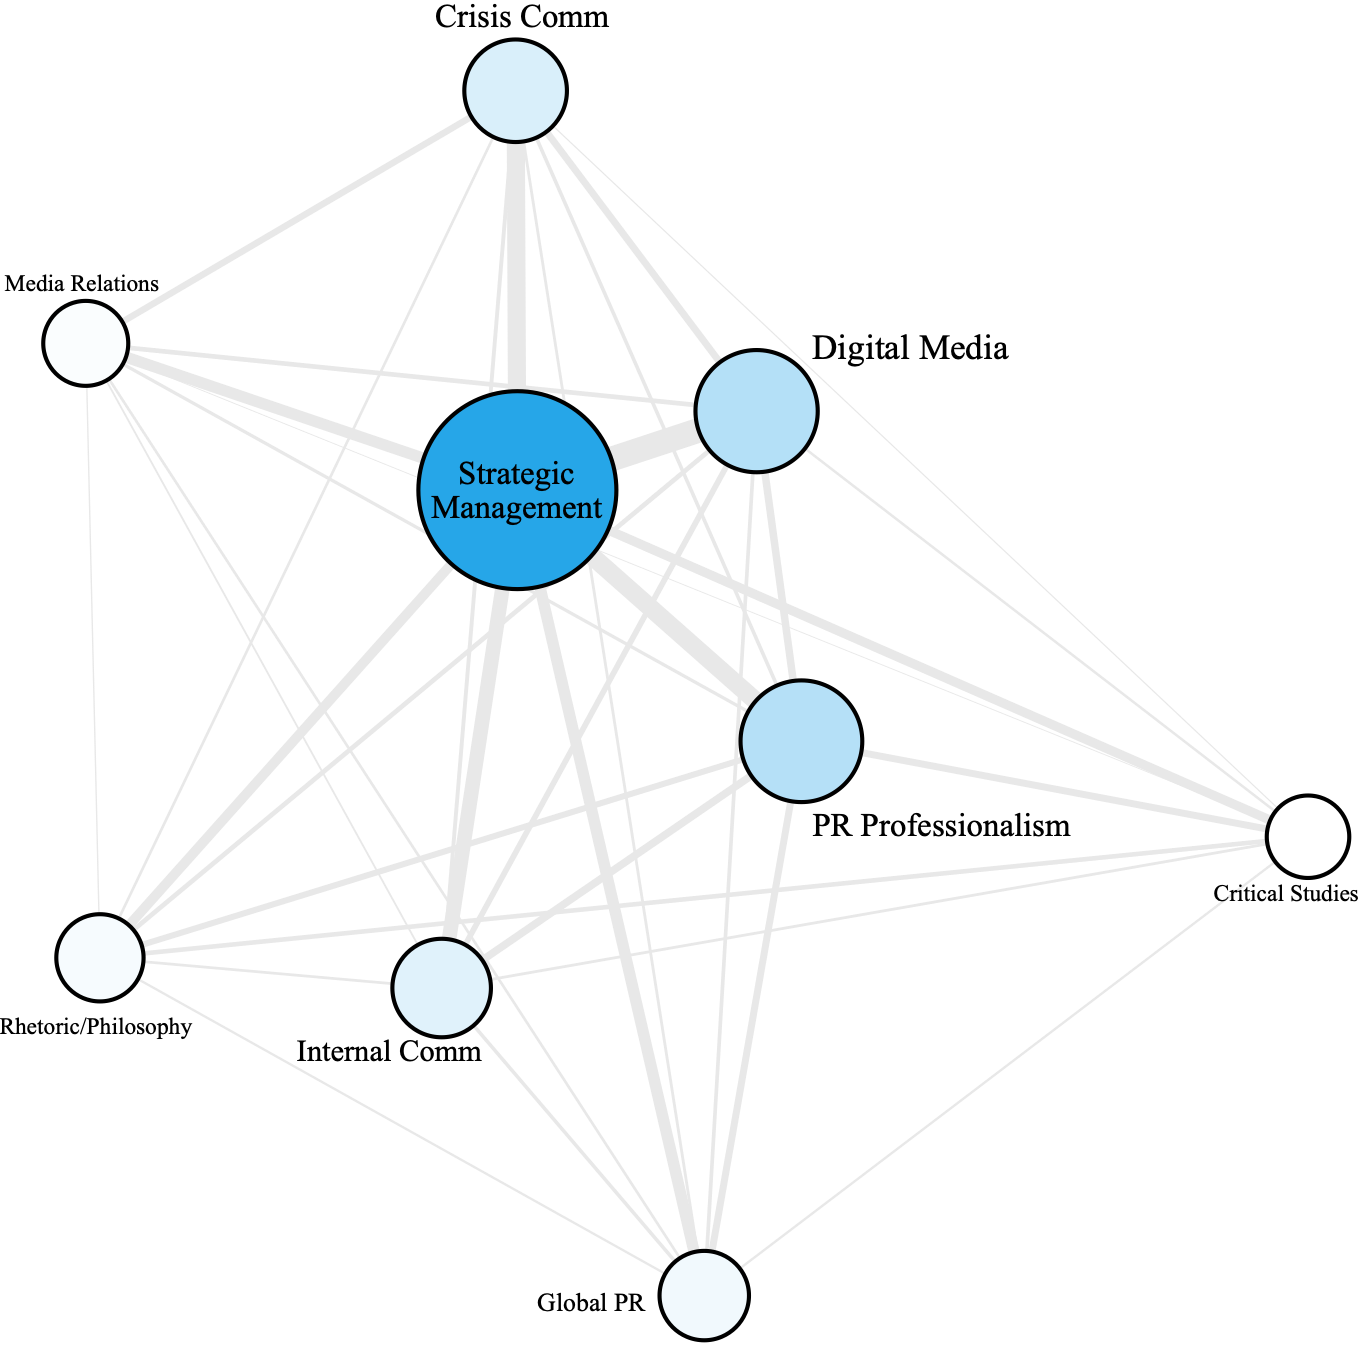 Crisis Comm
Media Relations
Digital Media
Strategic
Management
PR Professionalism
Critical Studies
Rhetoric/Philosophy
Internal Comm
Global PR